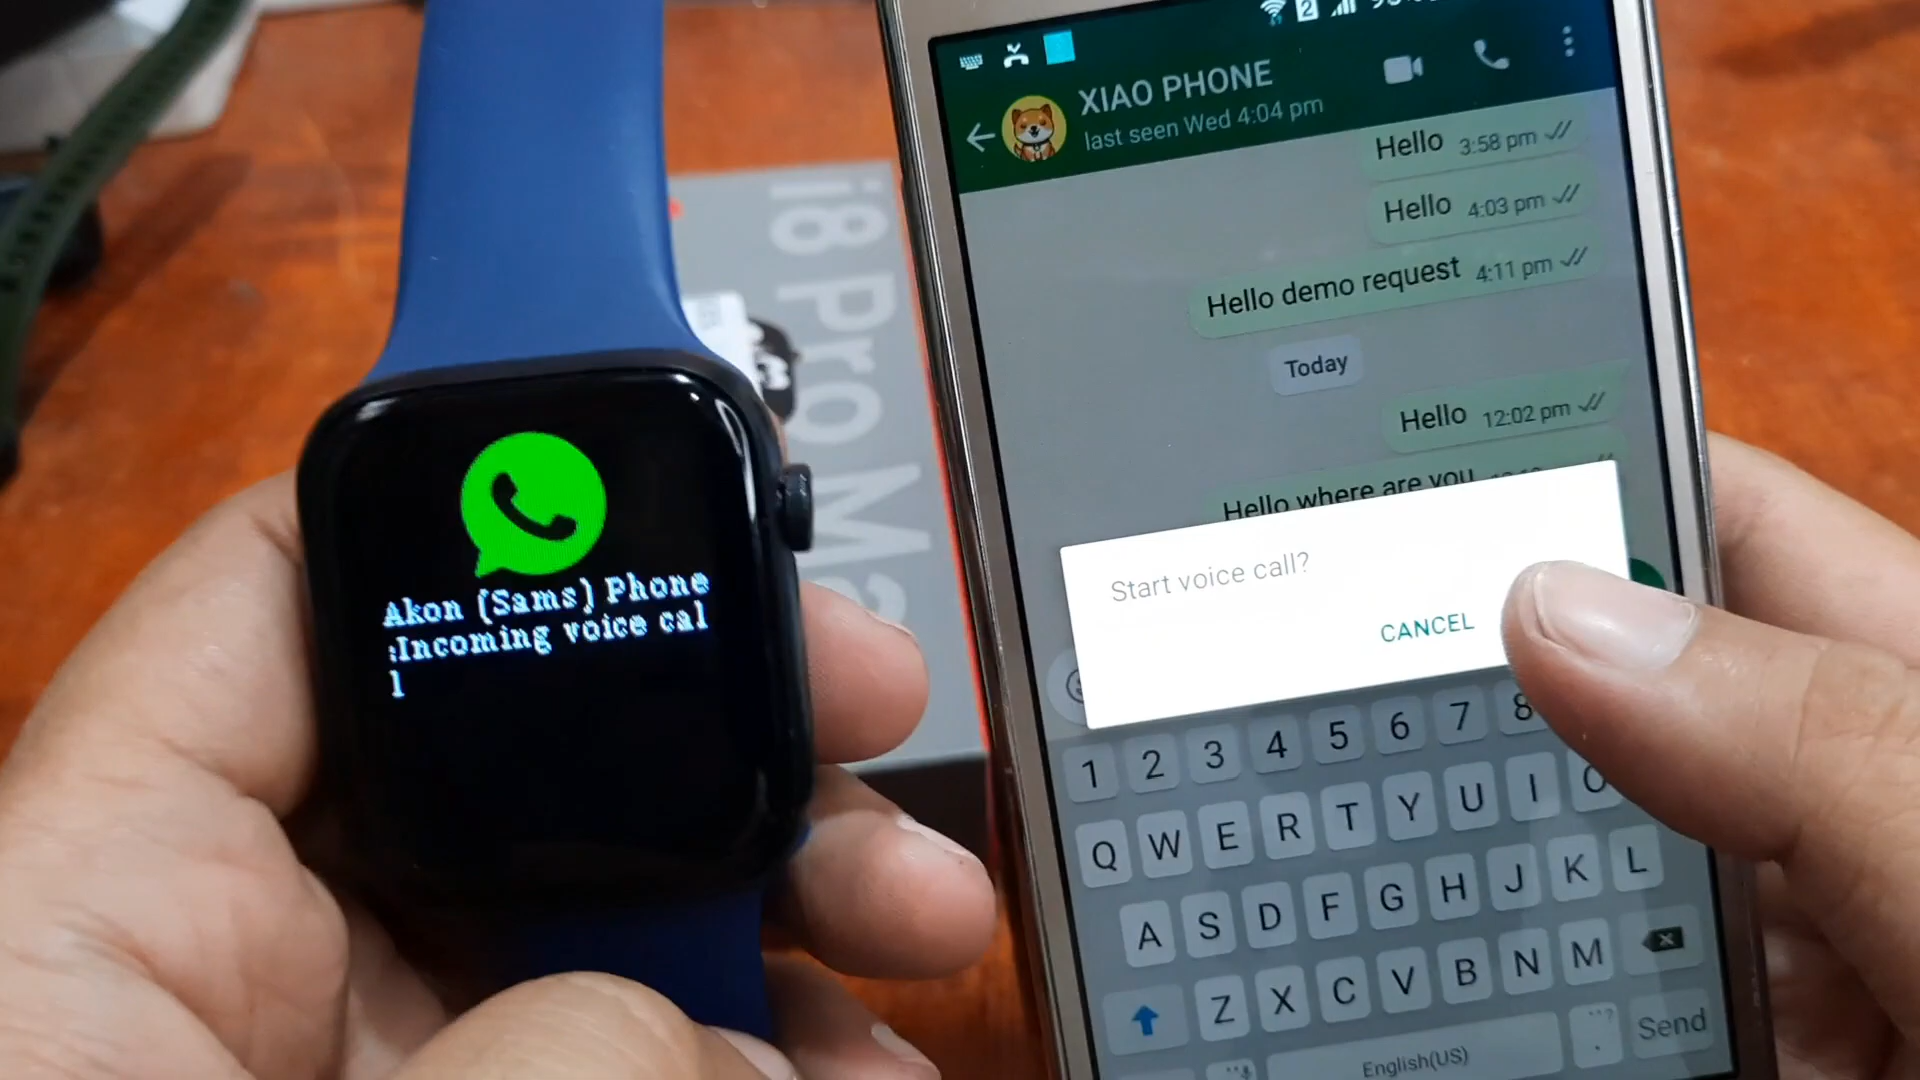 Akon (Sams) Phone
:Incoming voice cal
l
i8 Pro Ma
2
XIAO PHONE
last seen Wed 4:04 pm
Hello 3:58 pm
Hello 4:03 pm
Hello demo request 4:11 pm
Today
Hello 12:02 pm
Hello where are you
Start voice call?
CANCEL
1 2 3 4 5 6 7 8
Q W E R T Y U I O
A S D F G H J K L
Z X C V B N M
English(US) . Send